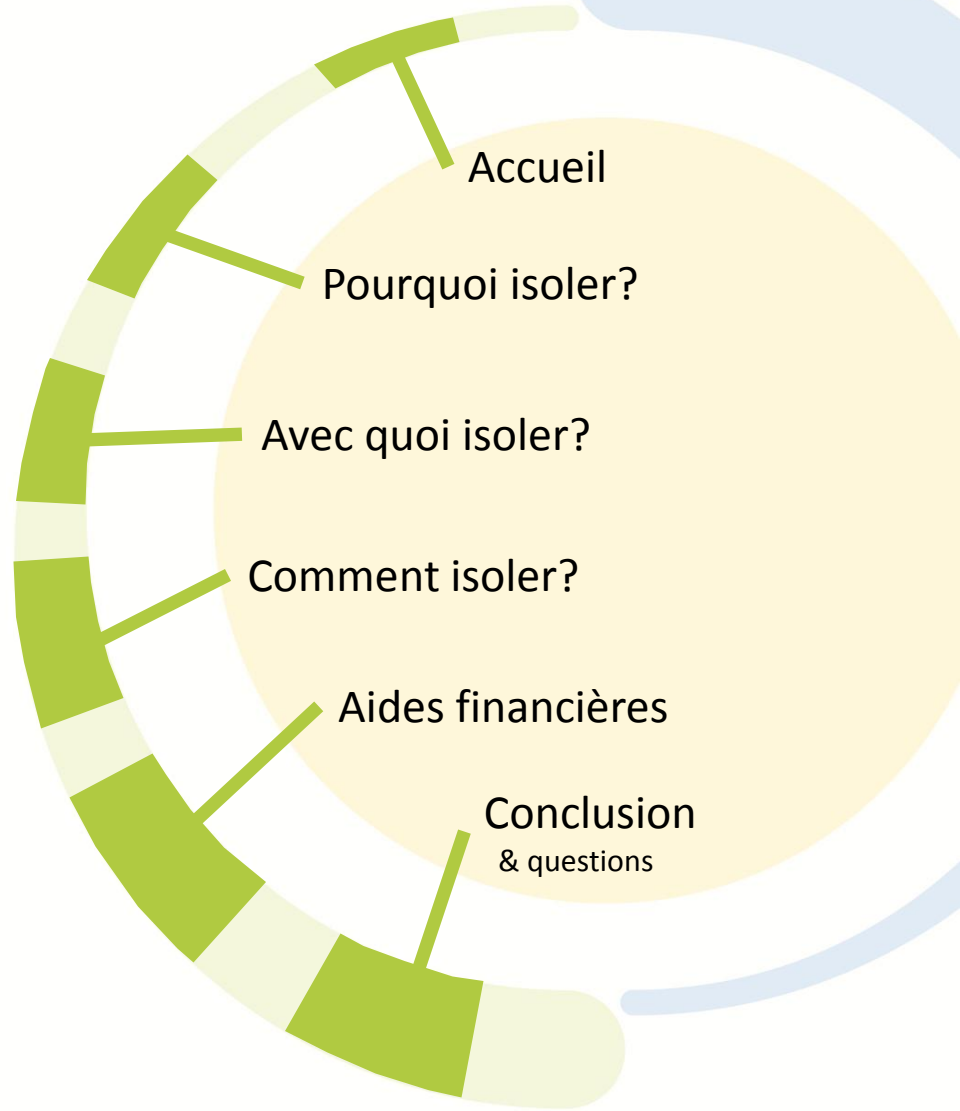 Accueil
Pourquoi isoler?
Avec quoi isoler?
Comment isoler?
Aides financières
Conclusion
& questions